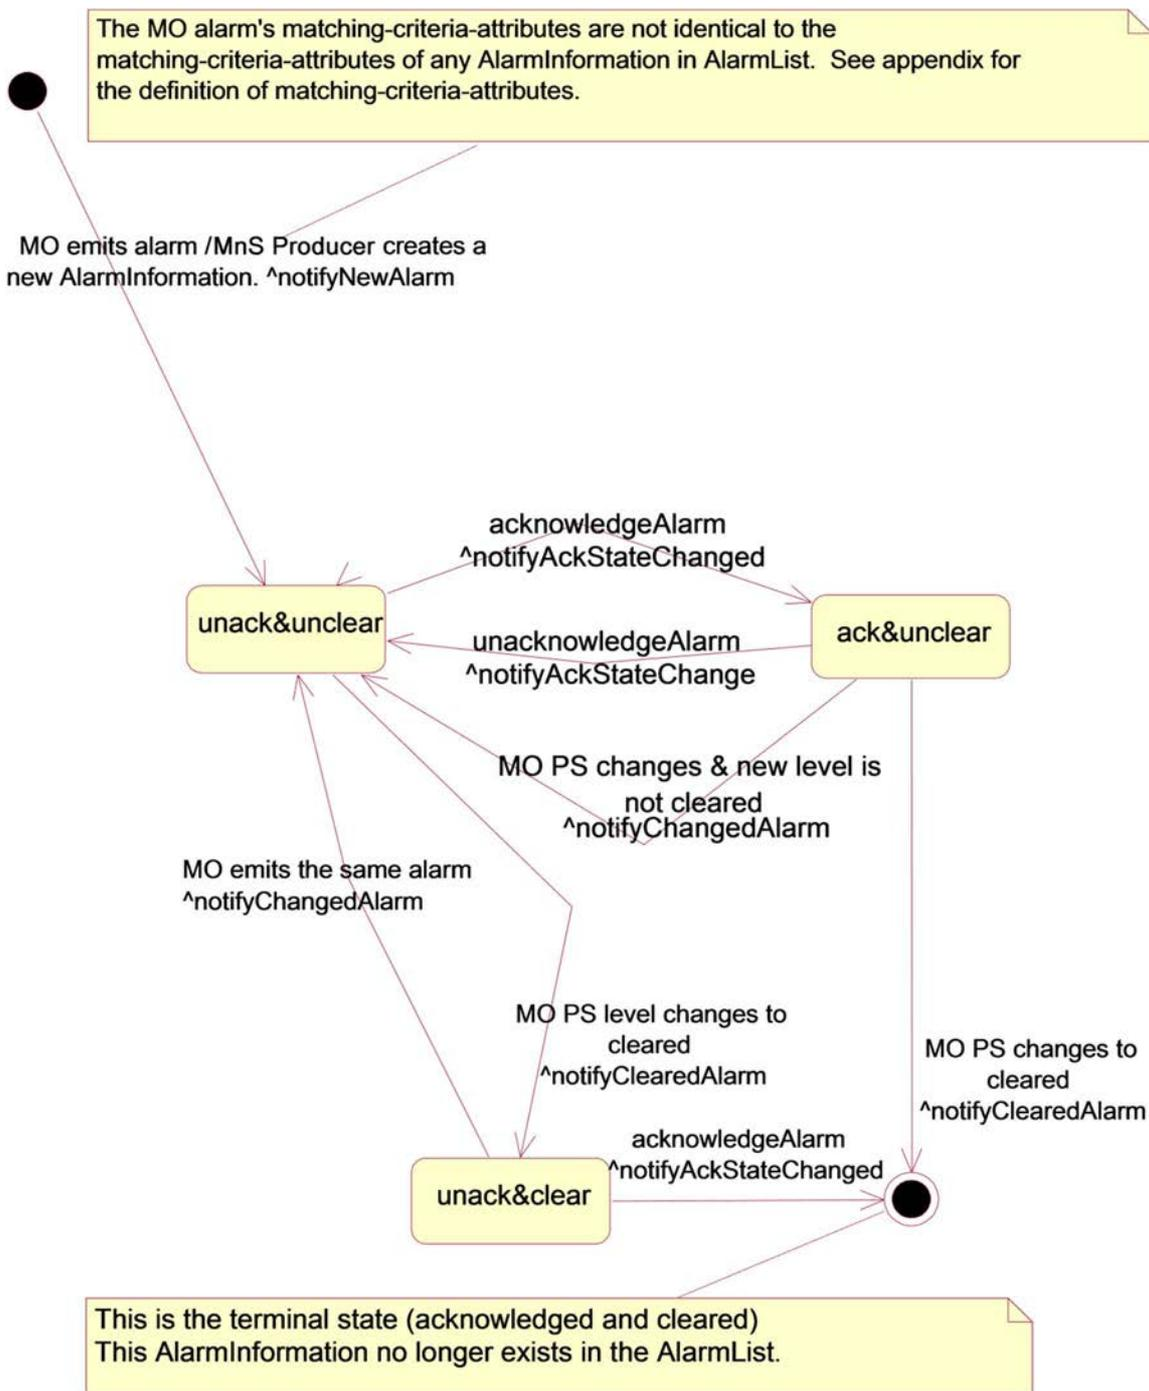 The MO alarm's matching-criteria-attributes are not identical to the
matching-criteria-attributes of any AlarmInformation in AlarmList.  See appendix for
the definition of matching-criteria-attributes.
MO emits alarm /MnS Producer creates a
new AlarmInformation. ^notifyNewAlarm
acknowledgeAlarm
^notifyAckStateChanged
unack&unclear
ack&unclear
unacknowledgeAlarm
^notifyAckStateChange
MO PS changes & new level is
not cleared
^notifyChangedAlarm
MO emits the same alarm
^notifyChangedAlarm
MO PS level changes to
cleared
^notifyClearedAlarm
MO PS changes to
cleared
^notifyClearedAlarm
acknowledgeAlarm
^notifyAckStateChanged
unack&clear
This is the terminal state (acknowledged and cleared)
This AlarmInformation no longer exists in the AlarmList.